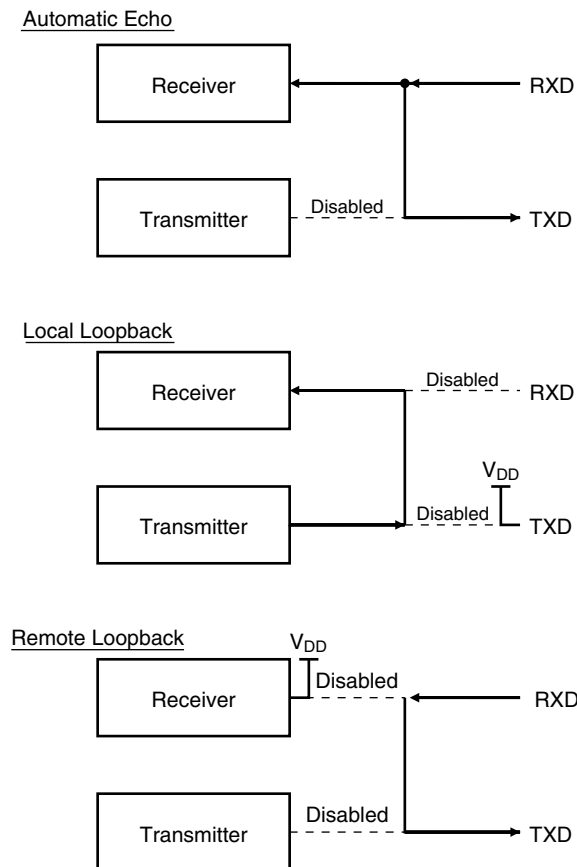 Automatic Echo
Receiver
RXD
Transmitter
Disabled
TXD
Local Loopback
Receiver
Disabled
RXD
VDD
Transmitter
Disabled
TXD
Remote Loopback
VDD
Receiver
Disabled
RXD
Transmitter
Disabled
TXD